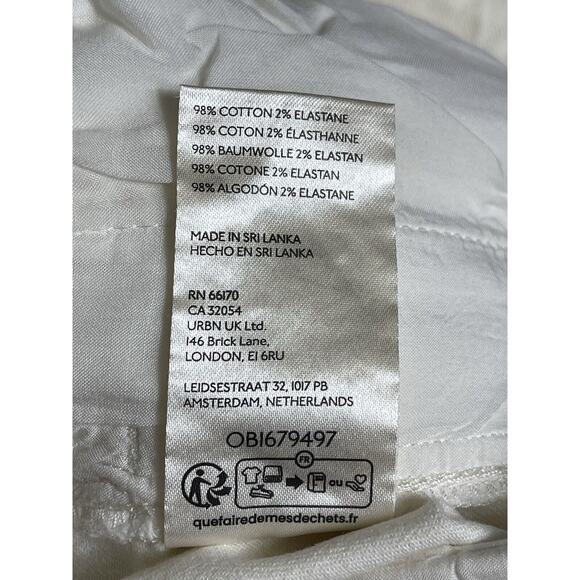 98% COTTON 2% ELASTANE
98% COTON 2% ÉLASTHANNE
98% BAUMWOLLE 2% ELASTAN
98% COTONE 2% ELASTAN
98% ALGODÓN 2% ELASTANE
MADE IN SRI LANKA
HECHO EN SRI LANKA
RN 66170
CA 32054
URBN UK Ltd.
146 Brick Lane,
LONDON, E1 6RU
LEIDSESTRAAT 32, 1017 PB
AMSTERDAM, NETHERLANDS
OB1679497
FR
ou
quefairedemesdechets.fr